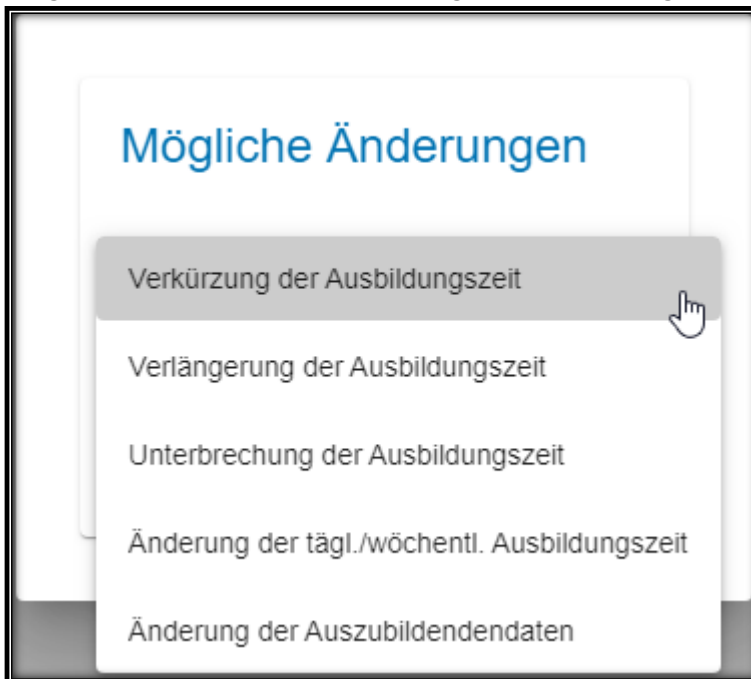 Mögliche Änderungen
Verkürzung der Ausbildungszeit
Verlängerung der Ausbildungszeit
Unterbrechung der Ausbildungszeit
Änderung der tägl./wöchentl. Ausbildungszeit
Änderung der Auszubildendendaten